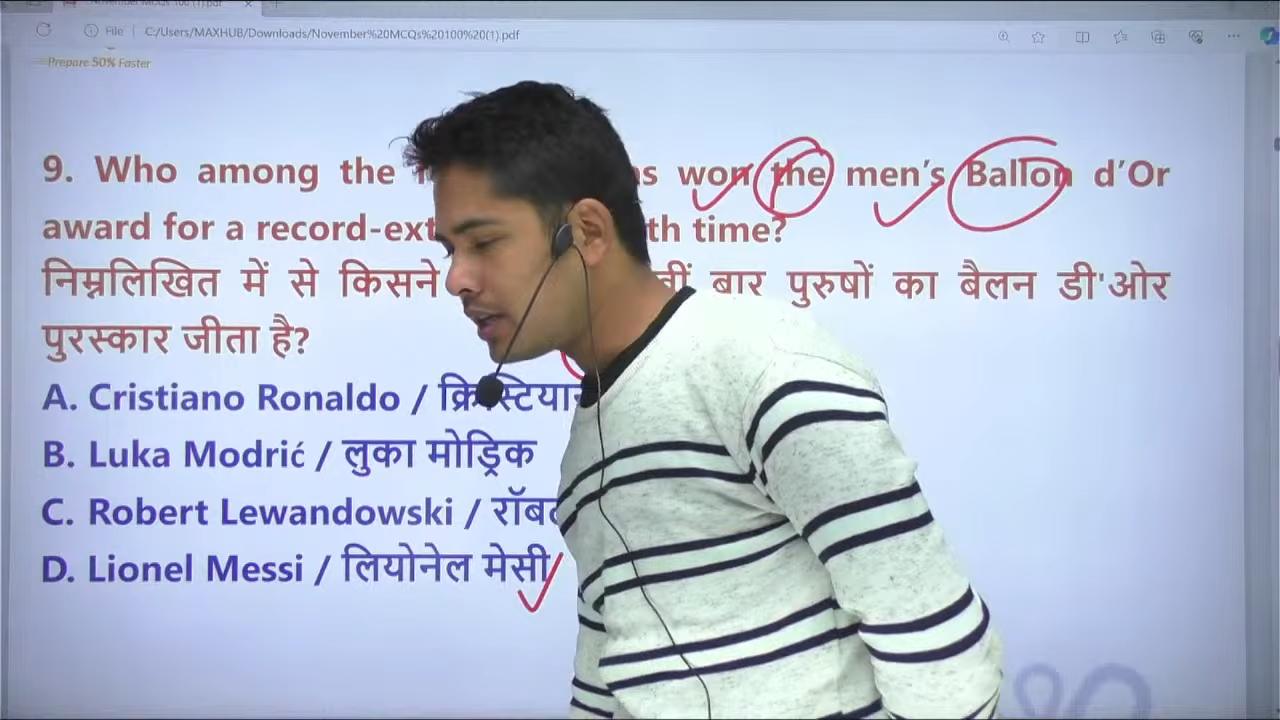 File C:/Users/MAXHUB/Downloads/November%20MCQs%20100%20(1).pdf
Prepare 50% Faster
9. Who among the won the men's Ballon d'Or
award for a record-ext th time?
निम्नलिखित में से किसने वीं बार पुरुषों का बैलन डी'ओर
पुरस्कार जीता है?
A. Cristiano Ronaldo /
B. Luka Modrić / लुका मोड्रिक
C. Robert Lewandowski /
D. Lionel Messi / लियोनेल मेसी